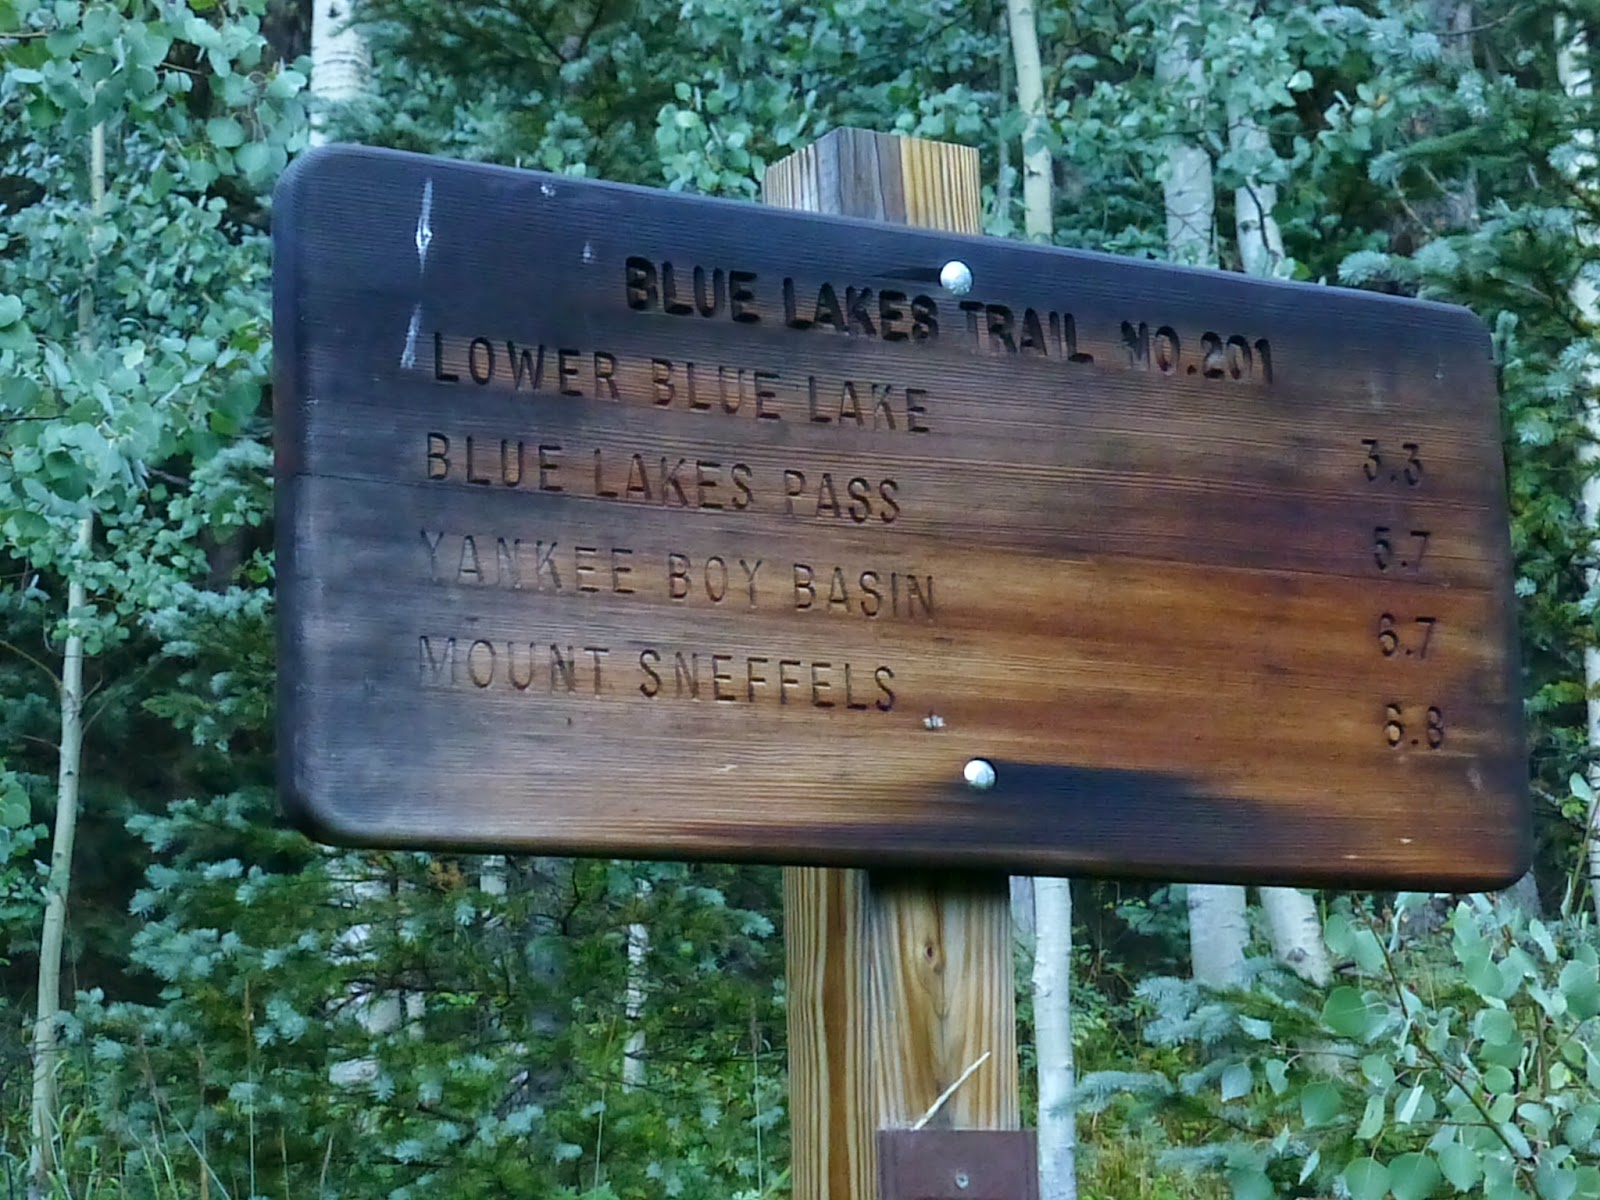 BLUE LAKES TRAIL NO.201
LOWER BLUE LAKE 3.3
BLUE LAKES PASS 5.7
YANKEE BOY BASIN 6.7
MOUNT SNEFFELS 6.8